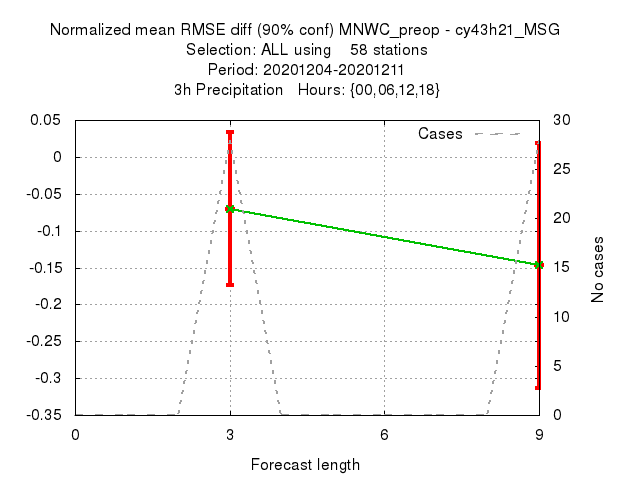 Normalized mean RMSE diff (90% conf) MNWC_preop - cy43h21_MSG
Selection: ALL using 58 stations
Period: 20201204-20201211
3h Precipitation Hours: {00,06,12,18}
Cases
0.05
0
-0.05
-0.1
-0.15
-0.2
-0.25
-0.3
-0.35
30
25
20
15
10
5
0
No cases
0 3 6 9
Forecast length